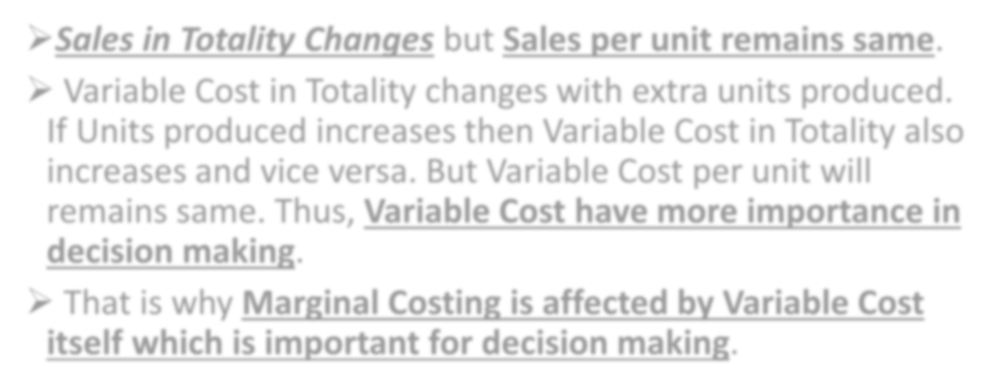 ➢Sales in Totality Changes but Sales per unit remains same.
➢ Variable Cost in Totality changes with extra units produced.
If Units produced increases then Variable Cost in Totality also
increases and vice versa. But Variable Cost per unit will
remains same. Thus, Variable Cost have more importance in
decision making.
➢ That is why Marginal Costing is affected by Variable Cost
itself which is important for decision making.